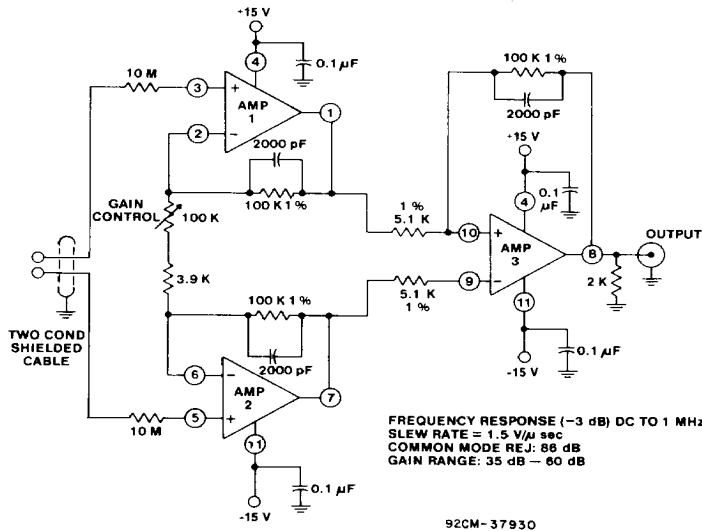 +15 V
4
0.1 μF
10 M
3
+
AMP
1
1
2
−
2000 pF
100 K 1%
GAIN
CONTROL
100 K
3.9 K
TWO COND
SHIELDED
CABLE
100 K 1%
2000 pF
6
−
AMP
2
7
10 M
5
+
11
0.1 μF
-15 V
100 K 1%
2000 pF
+15 V
4
0.1
μF
1 %
5.1 K
10
+
AMP
3
8
OUTPUT
9
−
5.1 K
1%
2 K
11
0.1 μF
-15 V
FREQUENCY RESPONSE (−3 dB) DC TO 1 MHz
SLEW RATE = 1.5 V/μ sec
COMMON MODE REJ: 86 dB
GAIN RANGE: 35 dB — 60 dB
92CM-37930